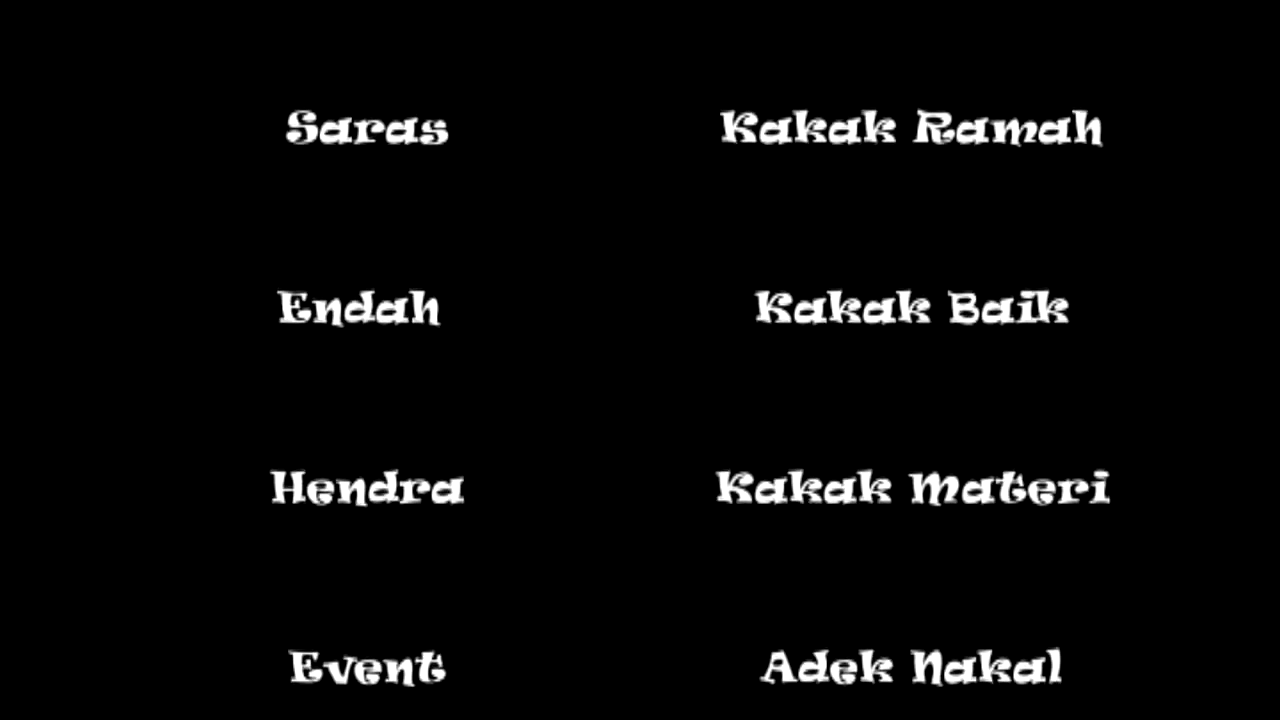 Saras Kakak Ramah
Endah Kakak Baik
Hendra Kakak Materi
Event Adek Nakal